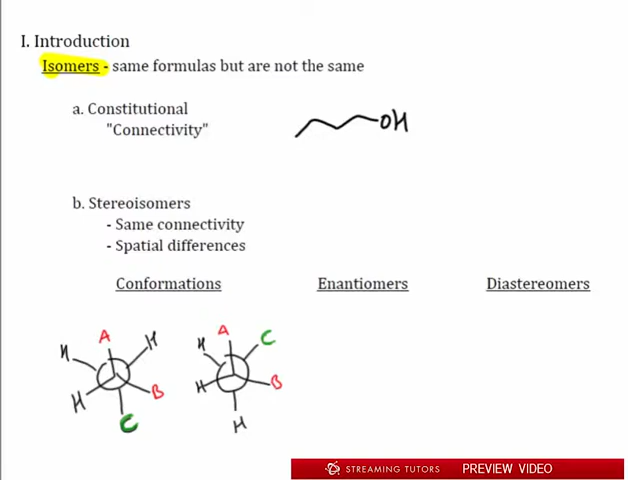 I. Introduction
Isomers - same formulas but are not the same
a. Constitutional
"Connectivity"
OH
b. Stereoisomers
- Same connectivity
- Spatial differences
Conformations Enantiomers Diastereomers
A H A C
H H
H B H B
C H
STREAMING TUTORS PREVIEW VIDEO